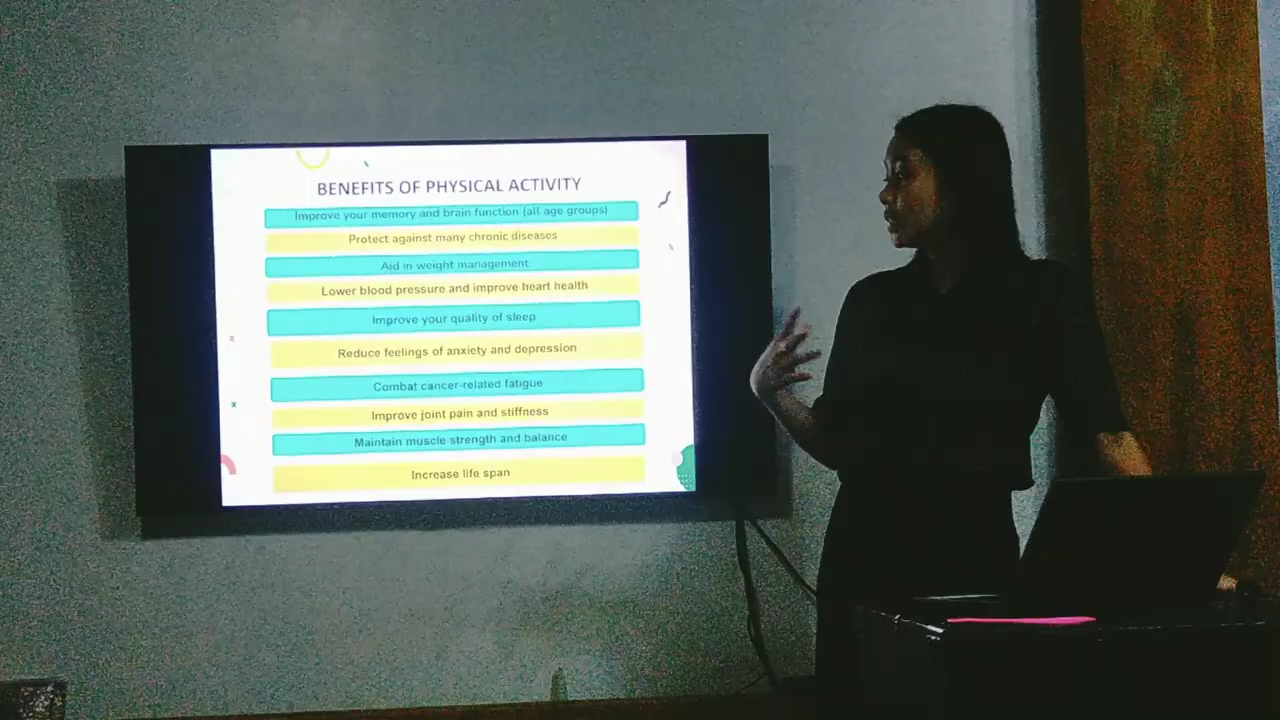 BENEFITS OF PHYSICAL ACTIVITY
Improve your memory and brain function (all age groups)
Protect against many chronic diseases
Aid in weight management
Lower blood pressure and improve heart health
Improve your quality of sleep
Reduce feelings of anxiety and depression
Combat cancer-related fatigue
Improve joint pain and stiffness
Maintain muscle strength and balance
Increase life span